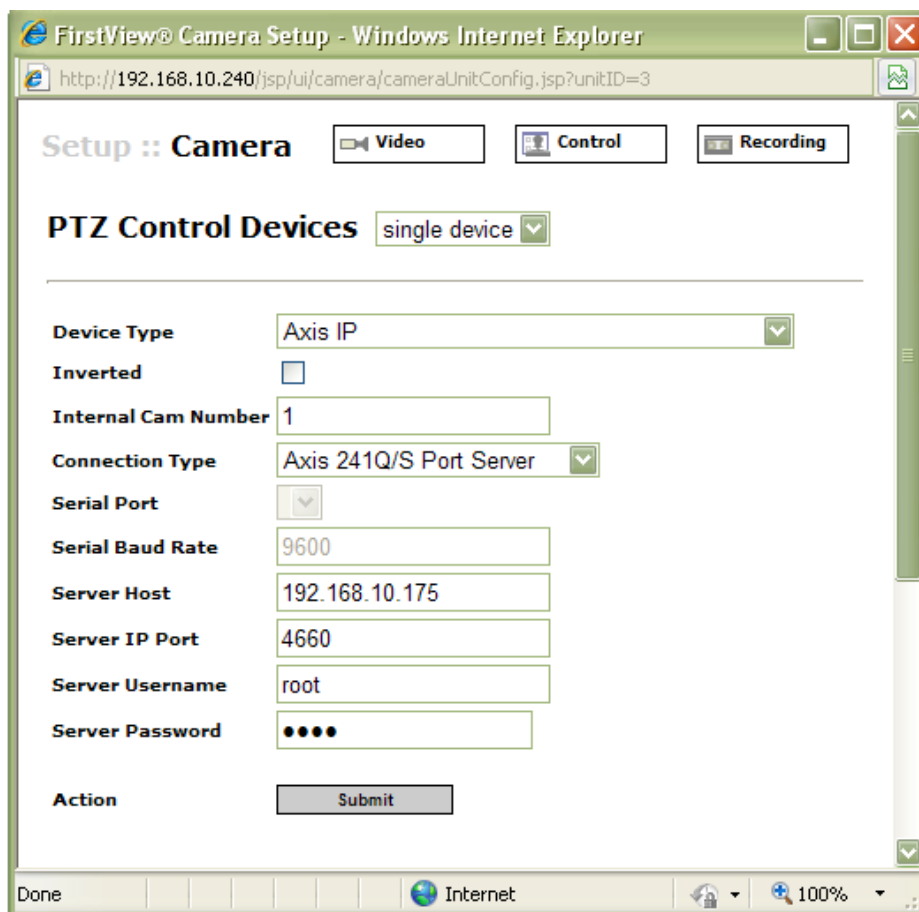 FirstView® Camera Setup - Windows Internet Explorer
http://192.168.10.240/jsp/ui/camera/cameraUnitConfig.jsp?unitID=3
Setup :: Camera Video Control Recording
PTZ Control Devices single device
Device Type Axis IP
Inverted
Internal Cam Number 1
Connection Type Axis 241Q/S Port Server
Serial Port
Serial Baud Rate 9600
Server Host 192.168.10.175
Server IP Port 4660
Server Username root
Server Password ●●●●
Action Submit
Done Internet 100%